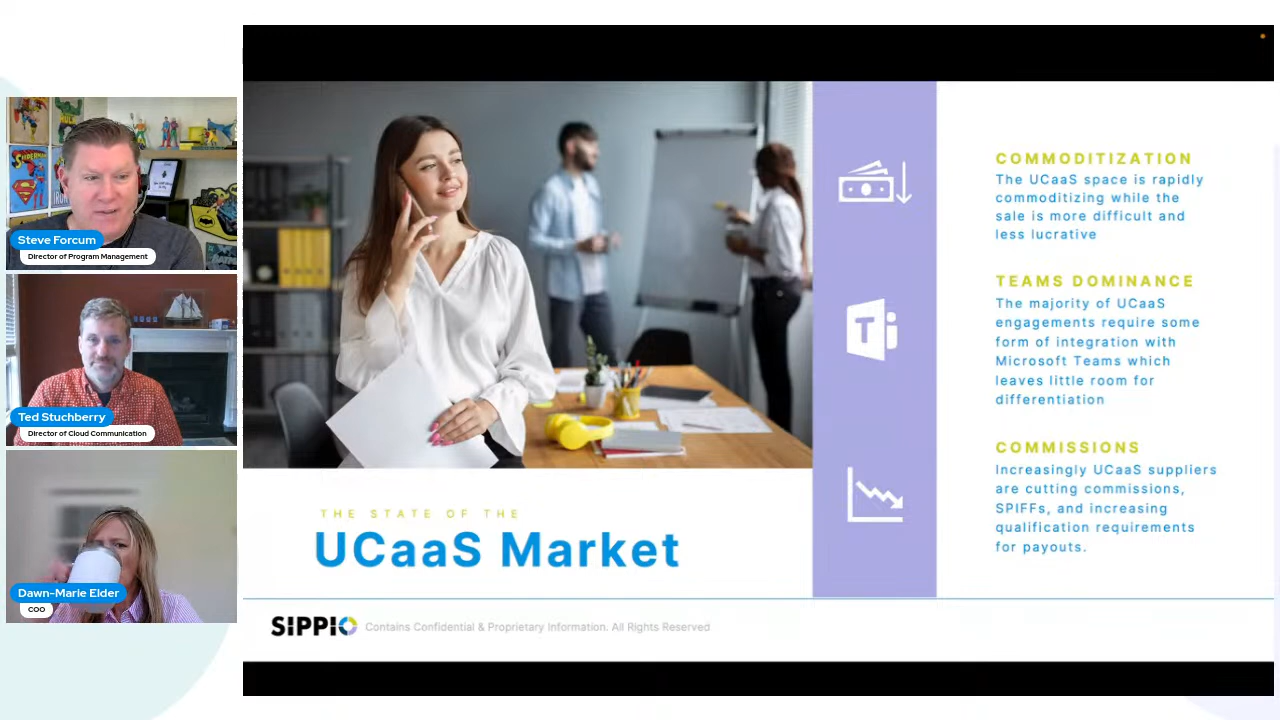 SUPERMAN
Steve Forcum
Director of Program Management
Ted Stuchberry
Director of Cloud Communication
Dawn-Marie Elder
COO
THE STATE OF THE
UCaaS Market
COMMODITIZATION
The UCaaS space is rapidly
commoditizing while the
sale is more difficult and
less lucrative
T
TEAMS DOMINANCE
The majority of UCaaS
engagements require some
form of integration with
Microsoft Teams which
leaves little room for
differentiation
COMMISSIONS
Increasingly UCaaS suppliers
are cutting commissions,
SPIFFs, and increasing
qualification requirements
for payouts.
SIPPIO Contains Confidential & Proprietary Information. All Rights Reserved